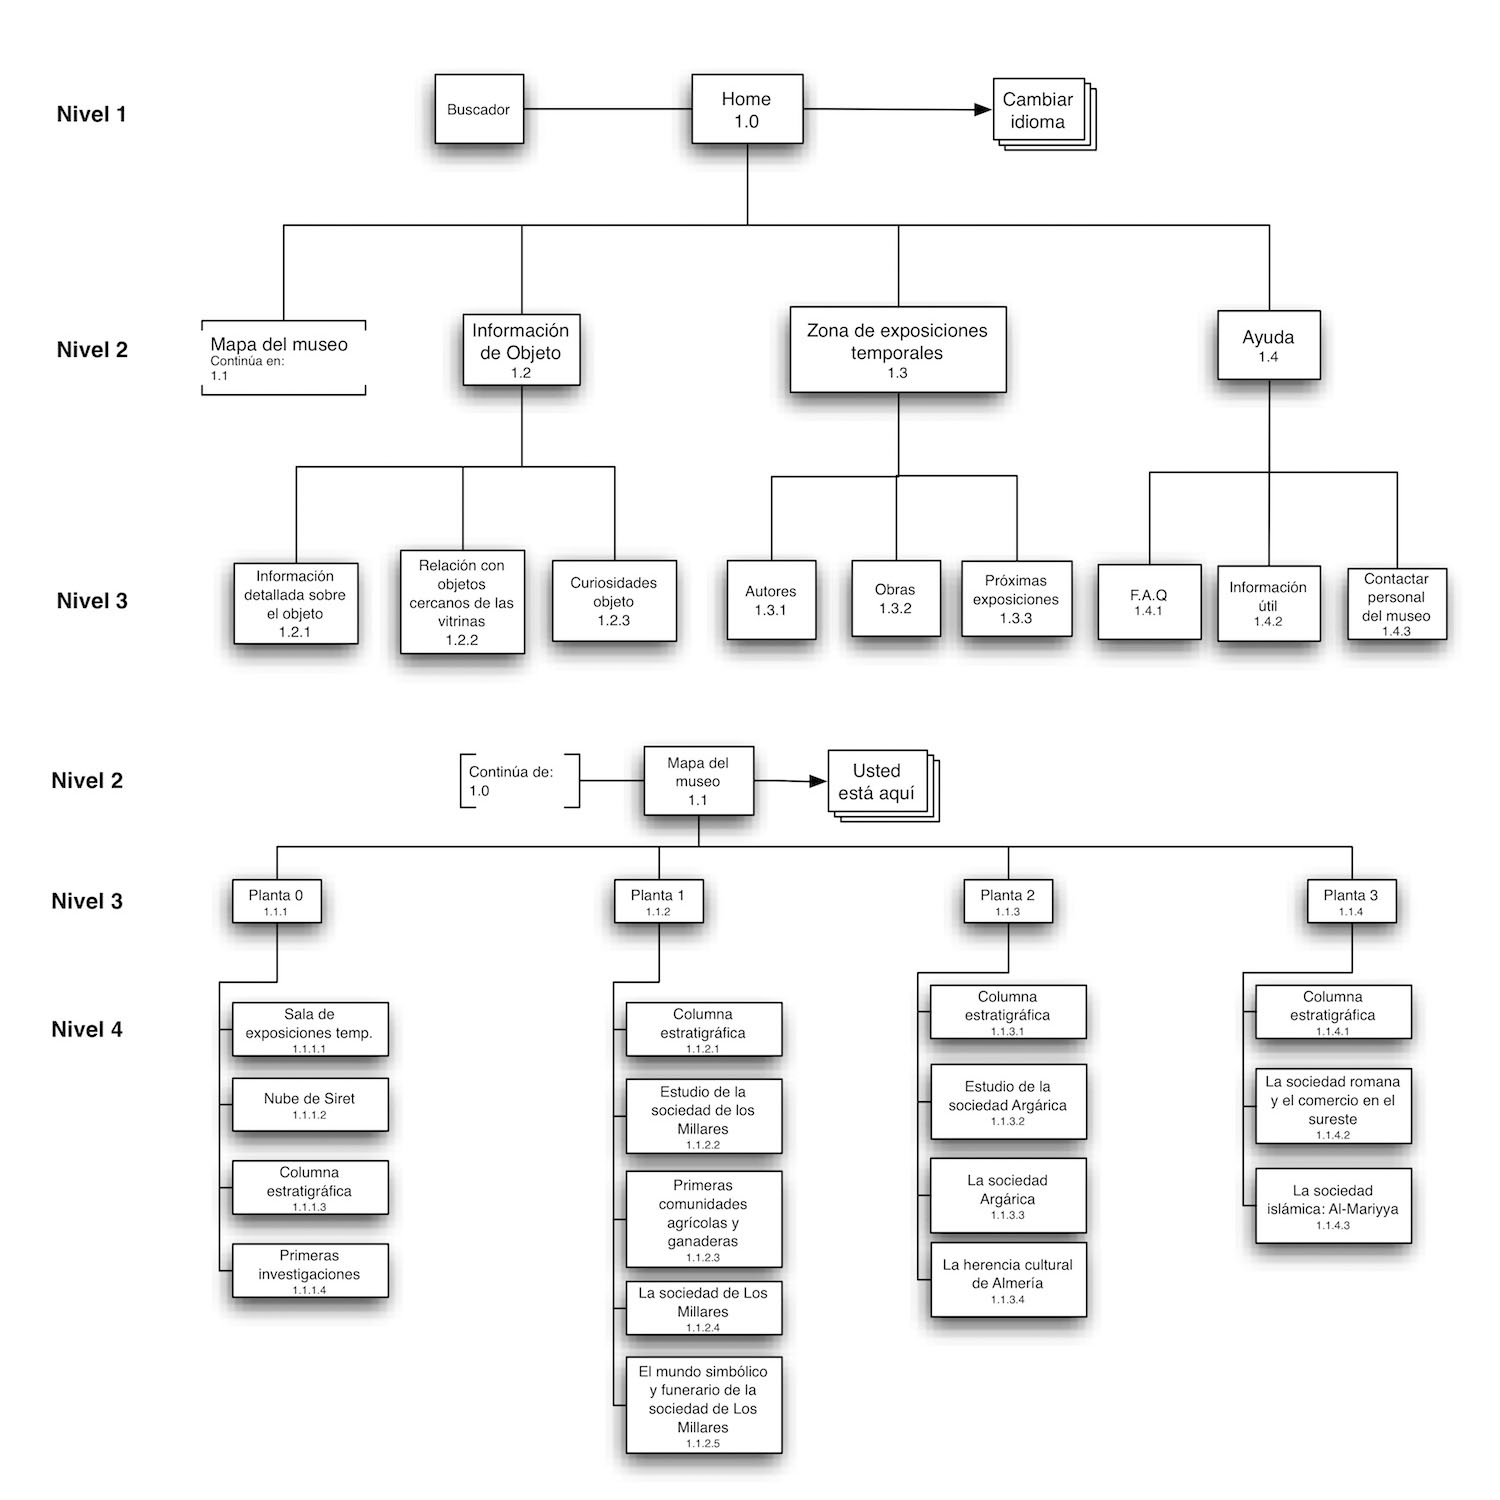 Nivel 1
Buscador
Home
1.0
Cambiar
idioma
Nivel 2
Mapa del museo
Continúa en:
1.1
Información
de Objeto
1.2
Zona de exposiciones
temporales
1.3
Ayuda
1.4
Nivel 3
Información
detallada sobre
el objeto
1.2.1
Relación con
objetos
cercanos de las
vitrinas
1.2.2
Curiosidades
objeto
1.2.3
Autores
1.3.1
Obras
1.3.2
Próximas
exposiciones
1.3.3
F.A.Q
1.4.1
Información
útil
1.4.2
Contactar
personal
del museo
1.4.3
Nivel 2
Continúa de:
1.0
Mapa del
museo
1.1
Usted
está aquí
Nivel 3
Planta 0
1.1.1
Planta 1
1.1.2
Planta 2
1.1.3
Planta 3
1.1.4
Nivel 4
Sala de
exposiciones temp.
1.1.1.1
Nube de Siret
1.1.1.2
Columna
estratigráfica
1.1.1.3
Primeras
investigaciones
1.1.1.4
Columna
estratigráfica
1.1.2.1
Estudio de la
sociedad de los
Millares
1.1.2.2
Primeras
comunidades
agrícolas y
ganaderas
1.1.2.3
La sociedad de Los
Millares
1.1.2.4
El mundo simbólico
y funerario de la
sociedad de Los
Millares
1.1.2.5
Columna
estratigráfica
1.1.3.1
Estudio de la
sociedad Argárica
1.1.3.2
La sociedad
Argárica
1.1.3.3
La herencia cultural
de Almería
1.1.3.4
Columna
estratigráfica
1.1.4.1
La sociedad romana
y el comercio en el
sureste
1.1.4.2
La sociedad
islámica: Al-Mariyya
1.1.4.3